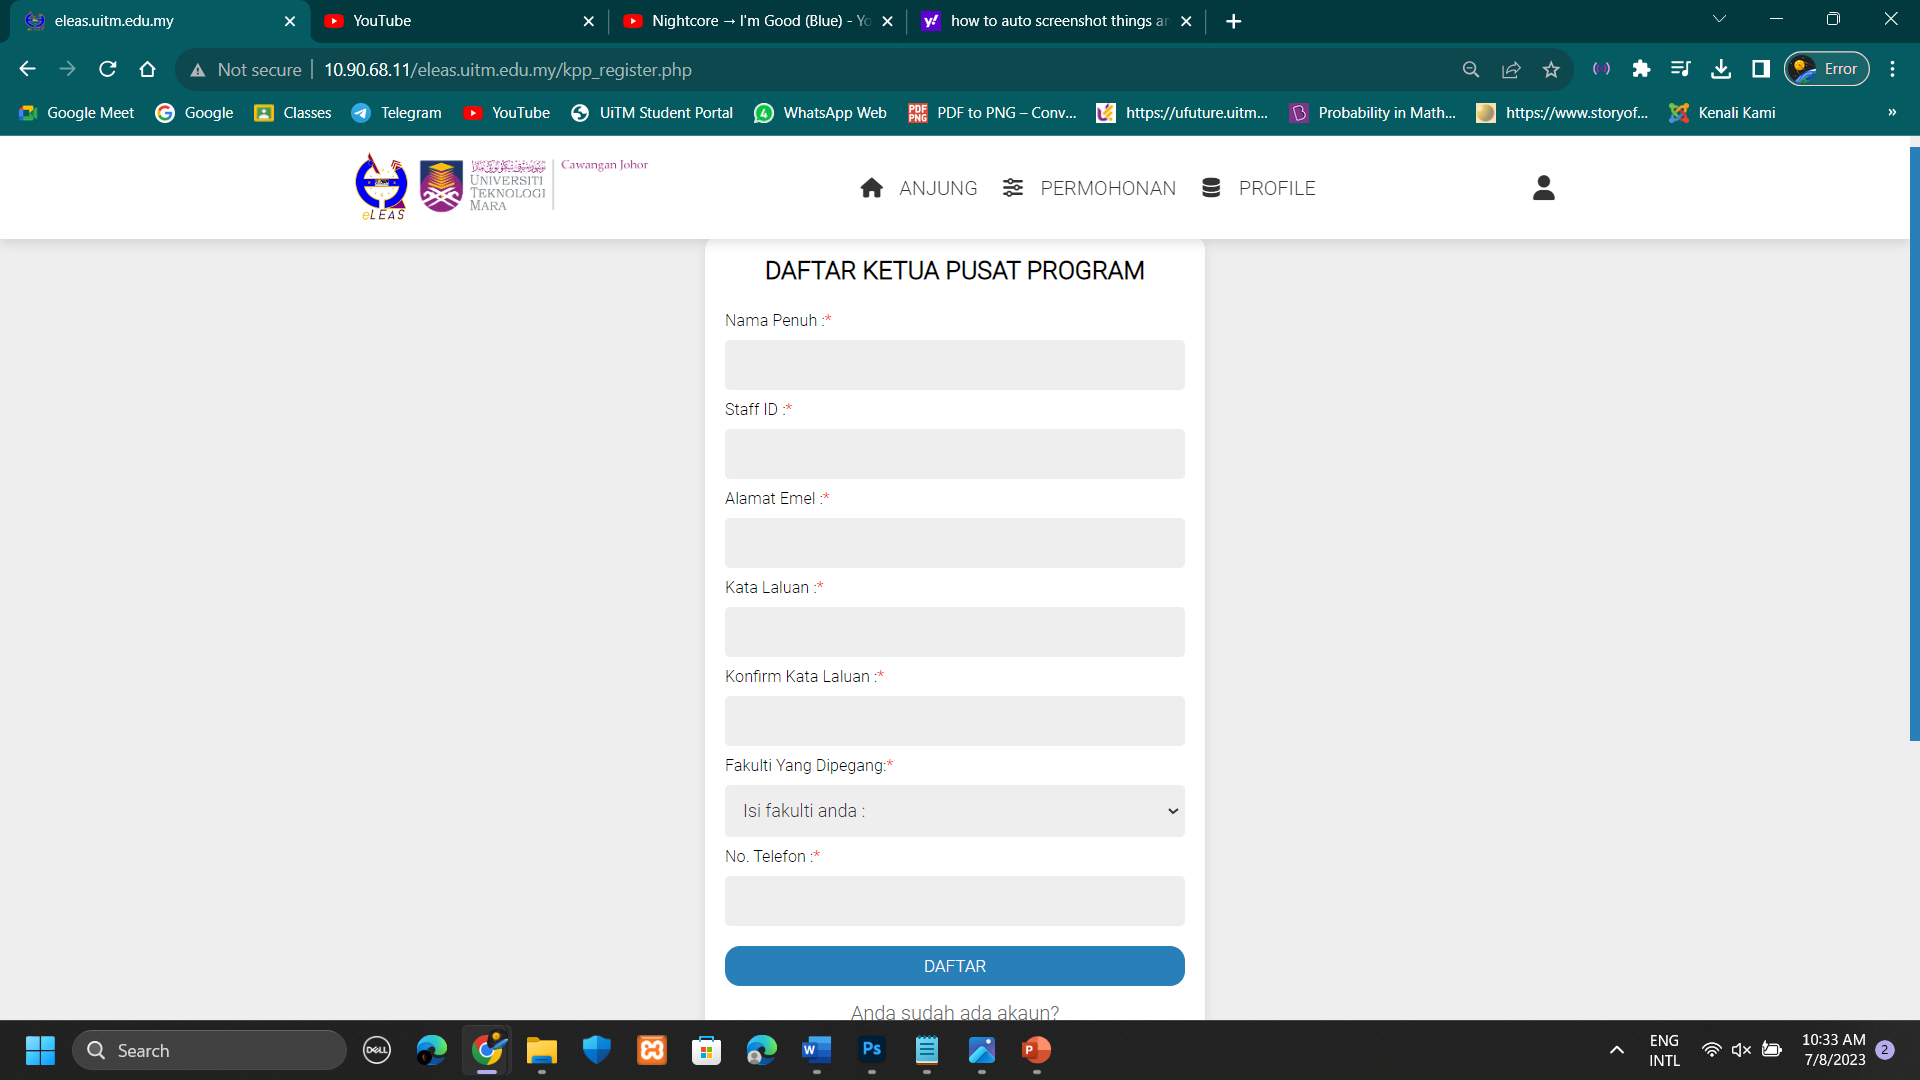 eleas.uitm.edu.my
YouTube
Nightcore → I'm Good (Blue) - Yo
how to auto screenshot things an
Not secure
10.90.68.11/eleas.uitm.edu.my/kpp_register.php
Error
Google Meet
Google
Classes
Telegram
YouTube
UiTM Student Portal
WhatsApp Web
PDF to PNG – Conv...
https://ufuture.uitm...
Probability in Math...
https://www.storyof...
Kenali Kami
»
eLEAS
UNIVERSITI
TEKNOLOGI
MARA
Cawangan Johor
ANJUNG
PERMOHONAN
PROFILE
DAFTAR KETUA PUSAT PROGRAM
Nama Penuh :*
Staff ID :*
Alamat Emel :*
Kata Laluan :*
Konfirm Kata Laluan :*
Fakulti Yang Dipegang:*
Isi fakulti anda :
No. Telefon :*
DAFTAR
Anda sudah ada akaun?
Search
DELL
W
Ps
P
ENG
INTL
10:33 AM
7/8/2023
2